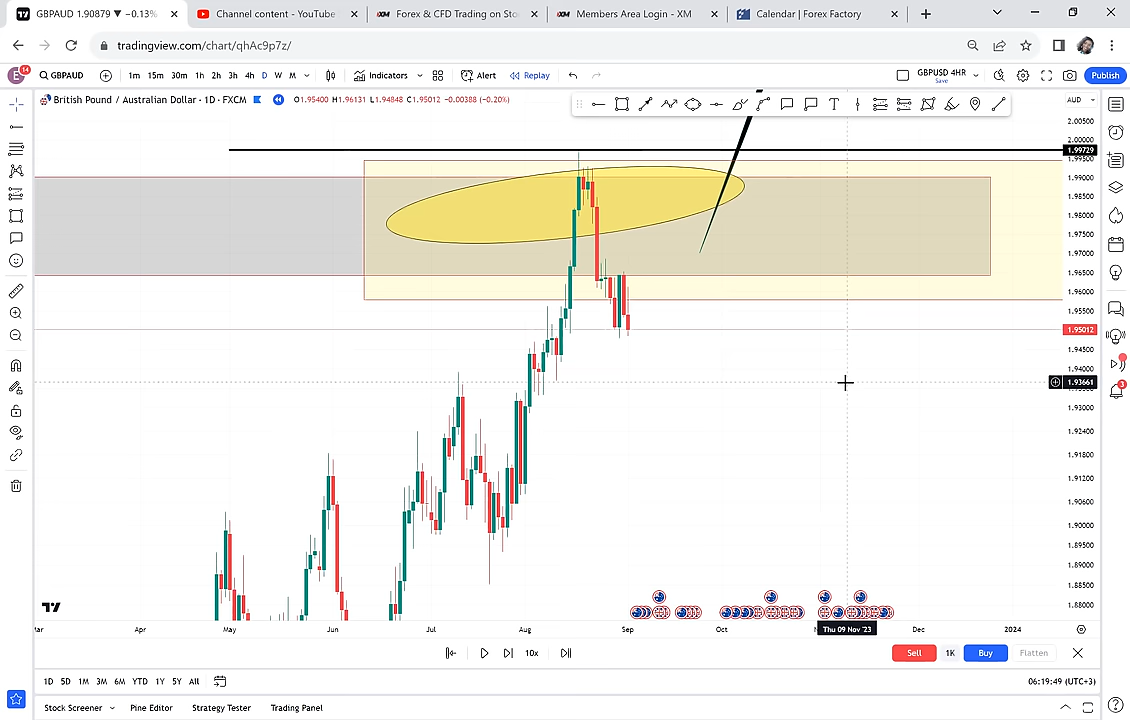 GBPAUD 1.90879 ▼ −0.13%
Channel content - YouTube
Forex & CFD Trading on Sto
Members Area Login - XM
Calendar | Forex Factory
tradingview.com/chart/qhAc9p7z/
E 14 GBPAUD 1m 15m 30m 1h 2h 3h 4h D W M Indicators Alert Replay GBPUSD 4HR Save Publish
British Pound / Australian Dollar · 1D · FXCM O1.95400 H1.96131 L1.94848 C1.95012 −0.00388 (−0.20%) AUD
T
2.00500
2.00000
1.99729
1.99500
1.99000
1.98500
1.98000
1.97500
1.97000
1.96500
1.96000
1.95500
1.95012
1.94500
1.94000
1.93661
1.93000
1.92400
1.91800
1.91200
1.90600
1.90000
1.89500
1.89000
1.88500
1.88000
3
Mar Apr May Jun Jul Aug Sep Oct Thu 09 Nov '23 Dec 2024
10x Sell 1K Buy Flatten
1D 5D 1M 3M 6M YTD 1Y 5Y All 06:19:49 (UTC+3)
Stock Screener Pine Editor Strategy Tester Trading Panel